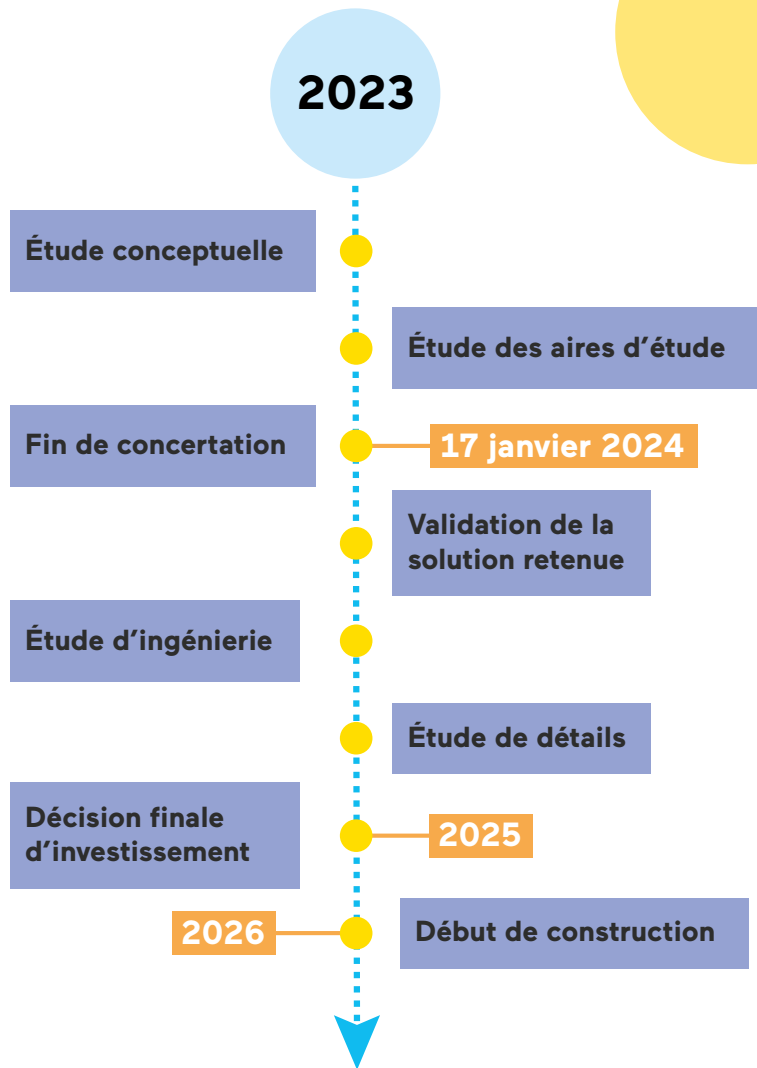 2023
Étude conceptuelle
Étude des aires d’étude
Fin de concertation
17 janvier 2024
Validation de la
solution retenue
Étude d’ingénierie
Étude de détails
Décision finale
d’investissement
2025
2026
Début de construction